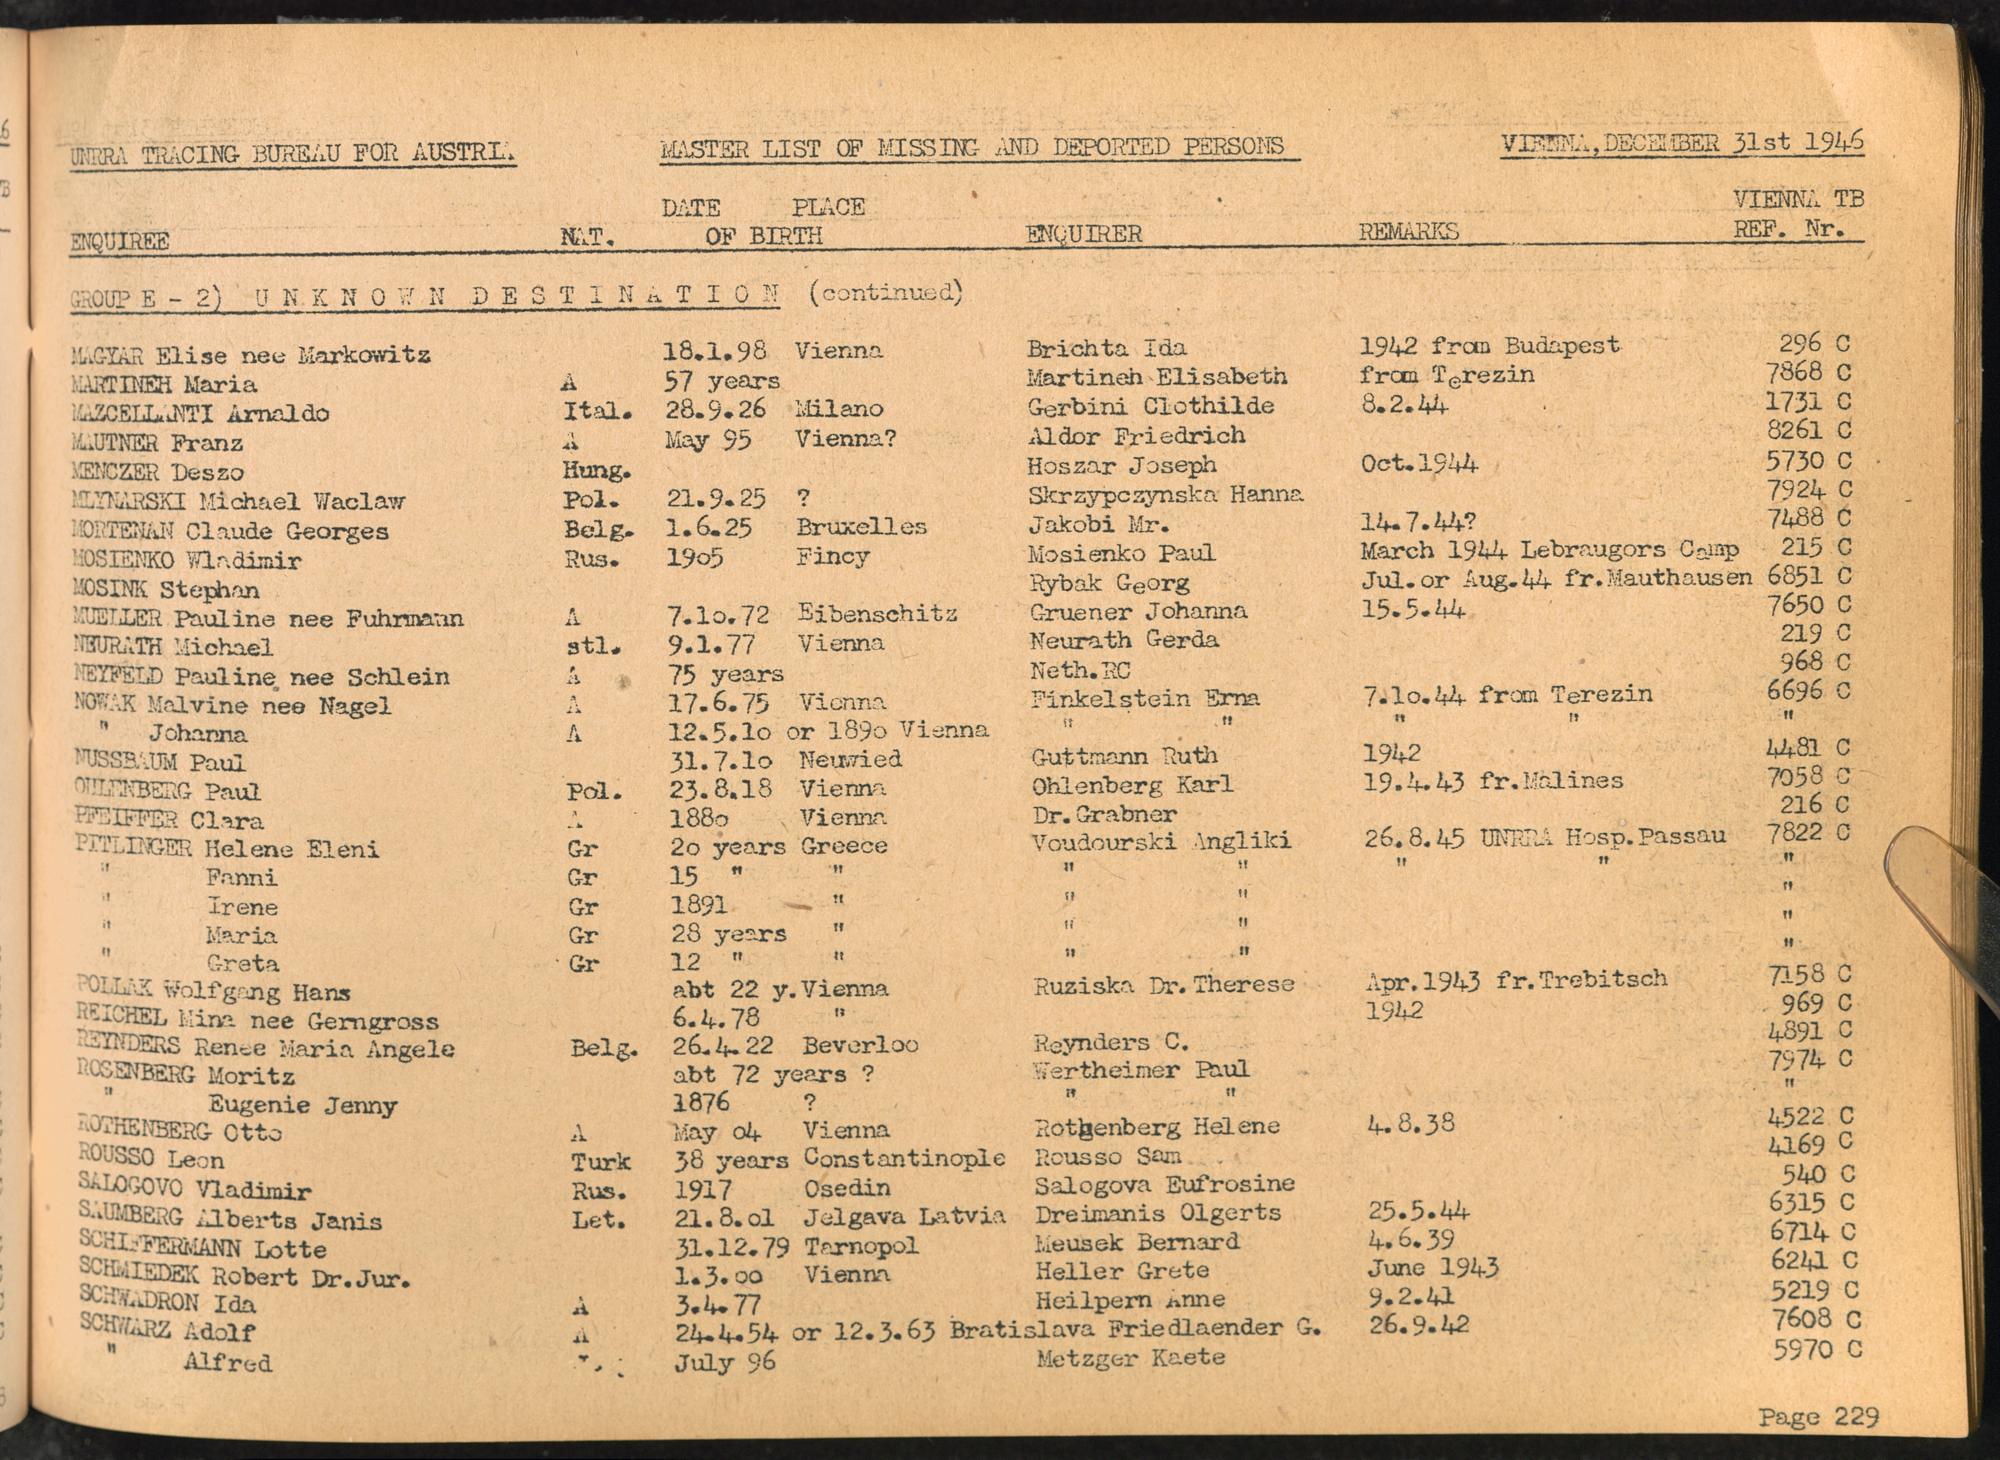 UNRRA TRACING BUREAU FOR AUSTRIA MASTER LIST OF MISSING AND DEPORTED PERSONS VIENNA, DECEMBER 31st 1946
DATE PLACE VIENNA TB
ENQUIREE NAT. OF BIRTH ENQUIRER REMARKS REF. Nr.
GROUP E - 2) U N K N O W N D E S T I N A T I O N (continued)
MAGYAR Elise nee Markowitz 18.1.98 Vienna Brichta Ida 1942 from Budapest 296 C
MARTINEH Maria A 57 years Martineh Elisabeth from Terezin 7868 C
MAZCELLANTI Arnaldo Ital. 28.9.26 Milano Gerbini Clothilde 8.2.44 1731 C
MAUTNER Franz A May 95 Vienna? Aldor Friedrich 8261 C
MENCZER Deszo Hung. Hoszar Joseph Oct.1944 5730 C
MLYNARSKI Michael Waclaw Pol. 21.9.25 ? Skrzypczynska Hanna 7924 C
MORTENAN Claude Georges Belg. 1.6.25 Bruxelles Jakobi Mr. 14.7.44? 7488 C
MOSIENKO Wladimir Rus. 19o5 Fincy Mosienko Paul March 1944 Lebraugors Camp 215 C
MOSINK Stephan Rybak Georg Jul.or Aug.44 fr.Mauthausen 6851 C
MUELLER Pauline nee Fuhrmann A 7.1o.72 Eibenschitz Gruener Johanna 15.5.44 7650 C
NEURATH Michael stl. 9.1.77 Vienna Neurath Gerda 219 C
NEYFELD Pauline nee Schlein A 75 years Neth.RC 968 C
NOWAK Malvine nee Nagel A 17.6.75 Vienna Finkelstein Erna 7.1o.44 from Terezin 6696 C
" Johanna A 12.5.1o or 189o Vienna " " " " "
NUSSBAUM Paul 31.7.1o Neuwied Guttmann Ruth 1942 4481 C
OHLENBERG Paul Pol. 23.8.18 Vienna Ohlenberg Karl 19.4.43 fr.Malines 7058 C
PFEIFFER Clara A 188o Vienna Dr.Grabner 216 C
PITLINGER Helene Eleni Gr 2o years Greece Voudourski Angliki 26.8.45 UNRRA Hosp.Passau 7822 C
" Fanni Gr 15 " " " " " " "
" Irene Gr 1891 " " " "
" Maria Gr 28 years " " " "
" Greta Gr 12 " " " " "
POLLAK Wolfgang Hans abt 22 y. Vienna Ruziska Dr.Therese Apr.1943 fr.Trebitsch 7158 C
REICHEL Mina nee Gerngross 6.4.78 " 1942 969 C
REYNDERS Renee Maria Angele Belg. 26.4.22 Beverloo Reynders C. 4891 C
ROSENBERG Moritz abt 72 years ? Wertheimer Paul 7974 C
" Eugenie Jenny 1876 ? " " "
ROTHENBERG Otto A May o4 Vienna Rothenberg Helene 4.8.38 4522 C
ROUSSO Leon Turk 38 years Constantinople Rousso Sam 4169 C
SALOGOVO Vladimir Rus. 1917 Osedin Salogova Eufrosine 540 C
SAUMBERG Alberts Janis Let. 21.8.o1 Jelgava Latvia Dreimanis Olgerts 25.5.44 6315 C
SCHIFFERMANN Lotte 31.12.79 Tarnopol Meusek Bernard 4.6.39 6714 C
SCHMIEDEK Robert Dr.Jur. 1.3.oo Vienna Heller Grete June 1943 6241 C
SCHWADRON Ida A 3.4.77 Heilpern Anne 9.2.41 5219 C
SCHWARZ Adolf A 24.4.54 or 12.3.63 Bratislava Friedlaender G. 26.9.42 7608 C
" Alfred July 96 Metzger Kaete 5970 C
Page 229